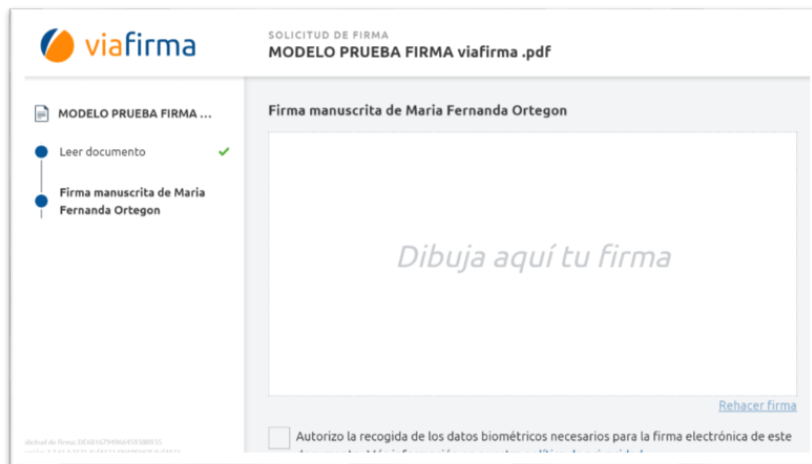 viafirma
SOLICITUD DE FIRMA
MODELO PRUEBA FIRMA viafirma .pdf
MODELO PRUEBA FIRMA ...
Leer documento
Firma manuscrita de Maria
Fernanda Ortegon
Firma manuscrita de Maria Fernanda Ortegon
Dibuja aquí tu firma
Rehacer firma
Autorizo la recogida de los datos biométricos necesarios para la firma electrónica de este